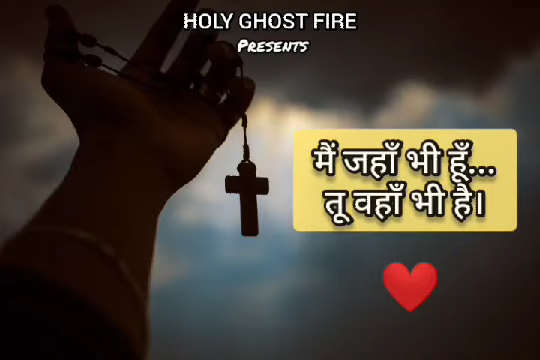 HOLY GHOST FIRE
PRESENTS
मैं जहाँ भी हूँ...
तू वहाँ भी है।